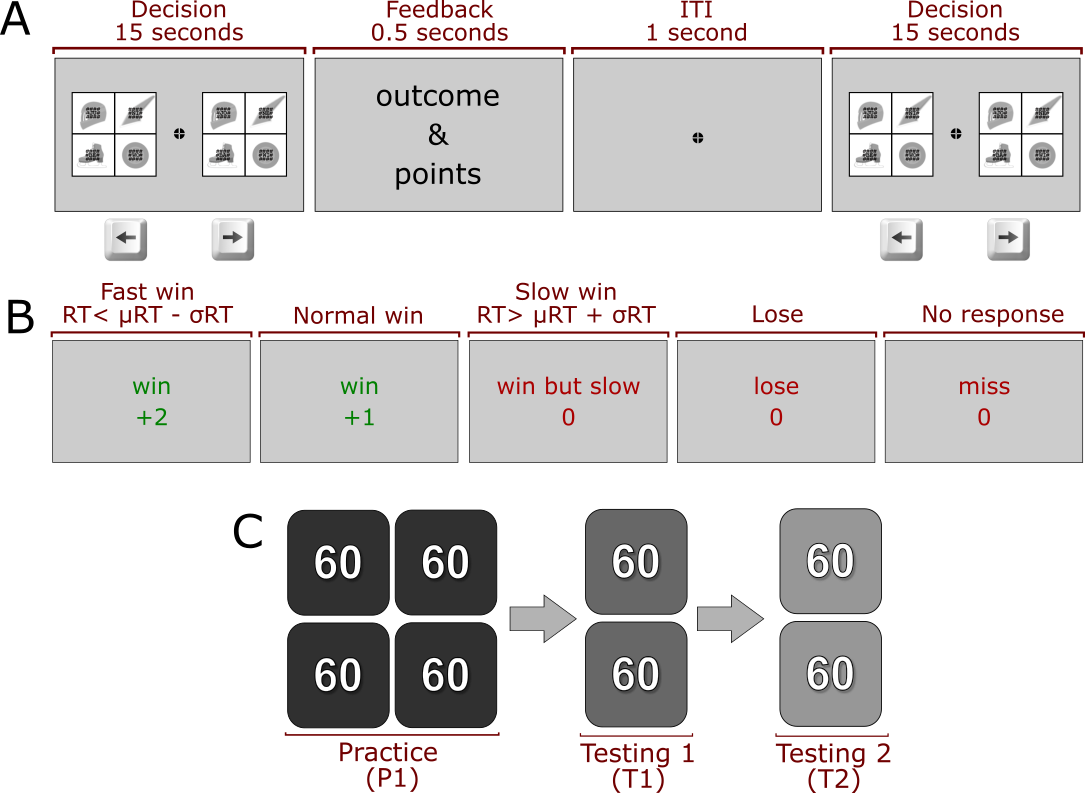 A
Decision
15 seconds
Feedback
0.5 seconds
ITI
1 second
Decision
15 seconds
outcome
&
points
B
Fast win
RT< μRT - σRT
Normal win
Slow win
RT> μRT + σRT
Lose
No response
win
+2
win
+1
win but slow
0
lose
0
miss
0
C
60 60
60 60
60
60
60
60
Practice
(P1)
Testing 1
(T1)
Testing 2
(T2)